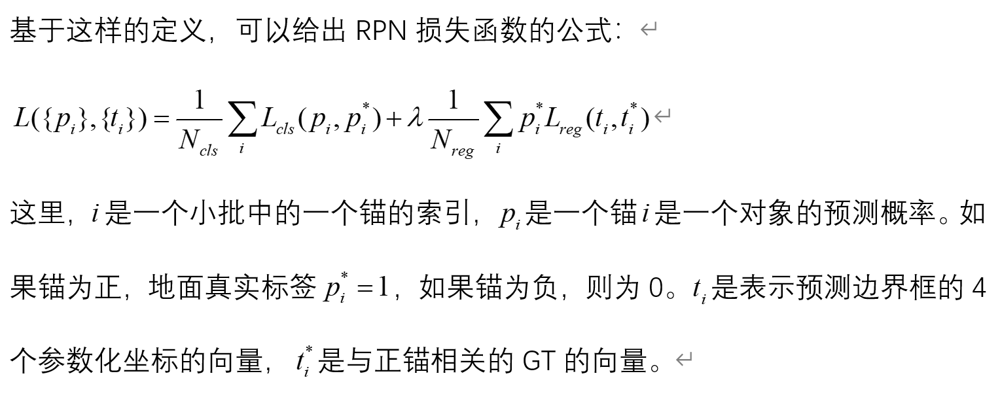 基于这样的定义，可以给出 RPN 损失函数的公式：↵
L({p_i},{t_i}) = \frac{1}{N_{cls}} \sum_i L_{cls}(p_i, p_i^*) + λ \frac{1}{N_{reg}} \sum_i p_i^* L_{reg}(t_i, t_i^*)↵
这里，i 是一个小批中的一个锚的索引，p_i 是一个锚 i 是一个对象的预测概率。如
果锚为正，地面真实标签 p_i^* = 1，如果锚为负，则为 0。t_i 是表示预测边界框的 4
个参数化坐标的向量，t_i^* 是与正锚相关的 GT 的向量。↵